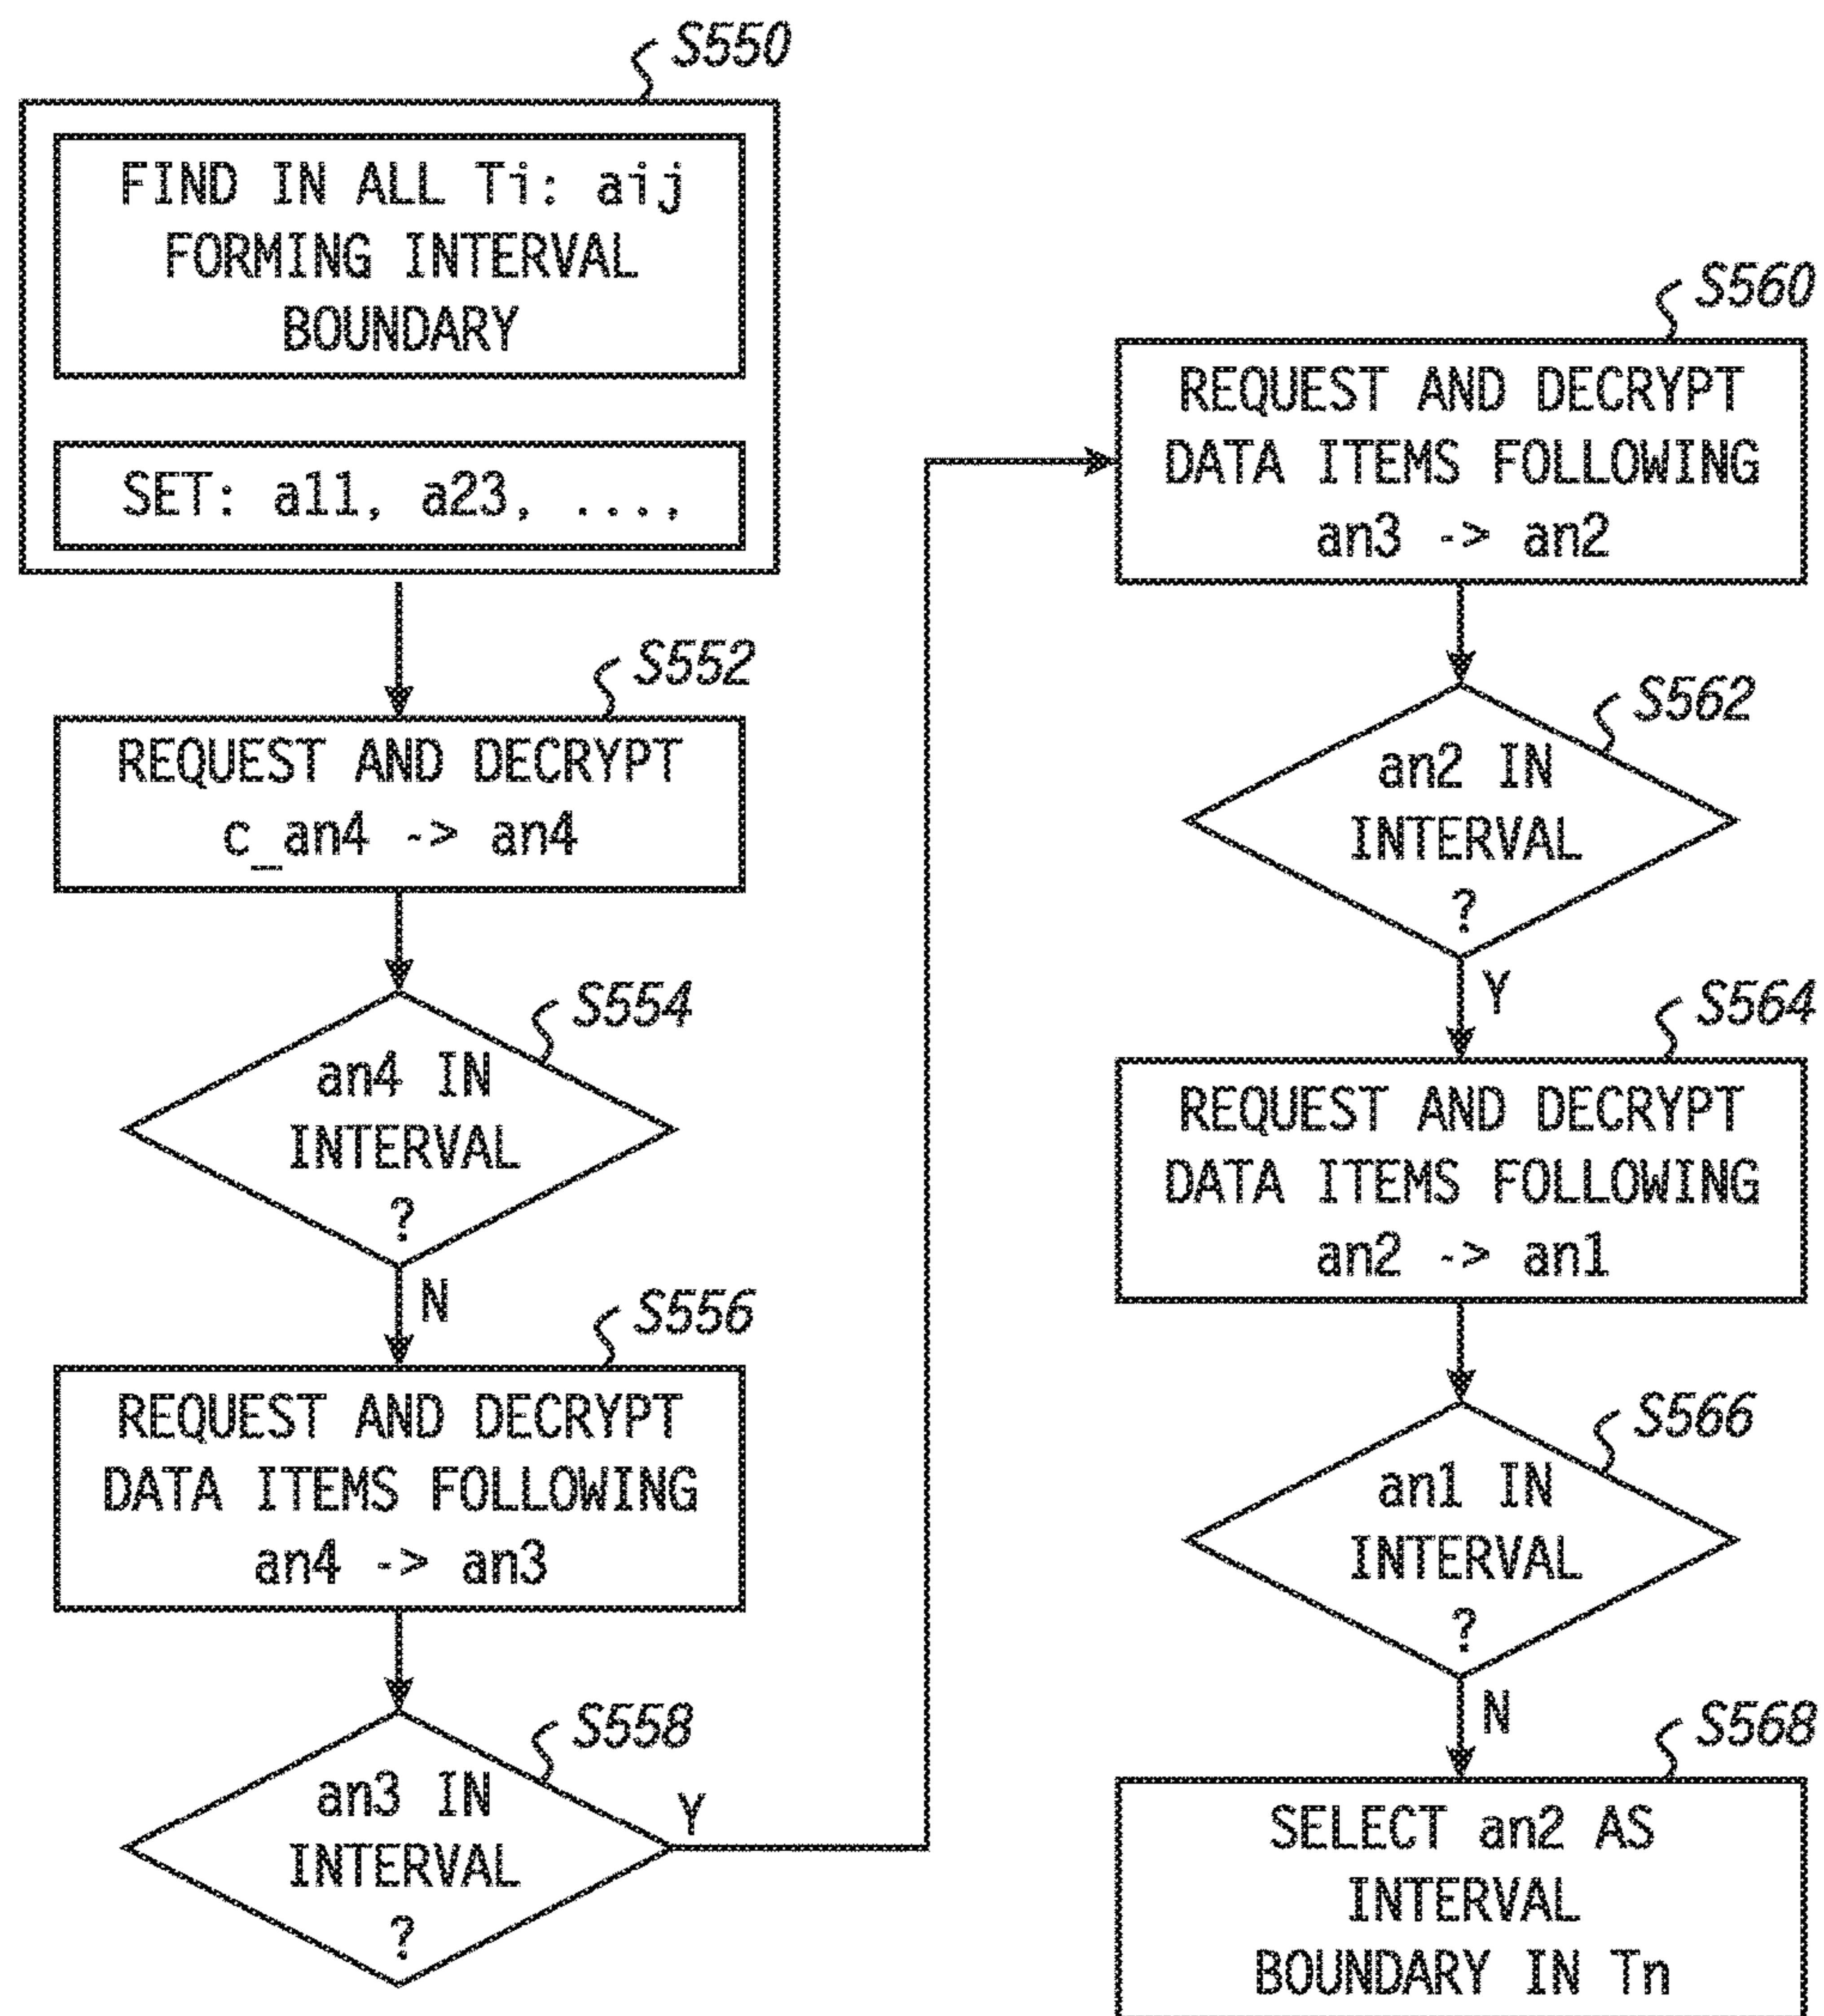 S550
FIND IN ALL Ti: aij
FORMING INTERVAL
BOUNDARY
SET: a11, a23, ....,
S552
REQUEST AND DECRYPT
c_an4 -> an4
S554
an4 IN
INTERVAL
?
N
S556
REQUEST AND DECRYPT
DATA ITEMS FOLLOWING
an4 -> an3
S558
an3 IN
INTERVAL
?
Y
S560
REQUEST AND DECRYPT
DATA ITEMS FOLLOWING
an3 -> an2
S562
an2 IN
INTERVAL
?
Y
S564
REQUEST AND DECRYPT
DATA ITEMS FOLLOWING
an2 -> an1
S566
an1 IN
INTERVAL
?
N
S568
SELECT an2 AS
INTERVAL
BOUNDARY IN Tn